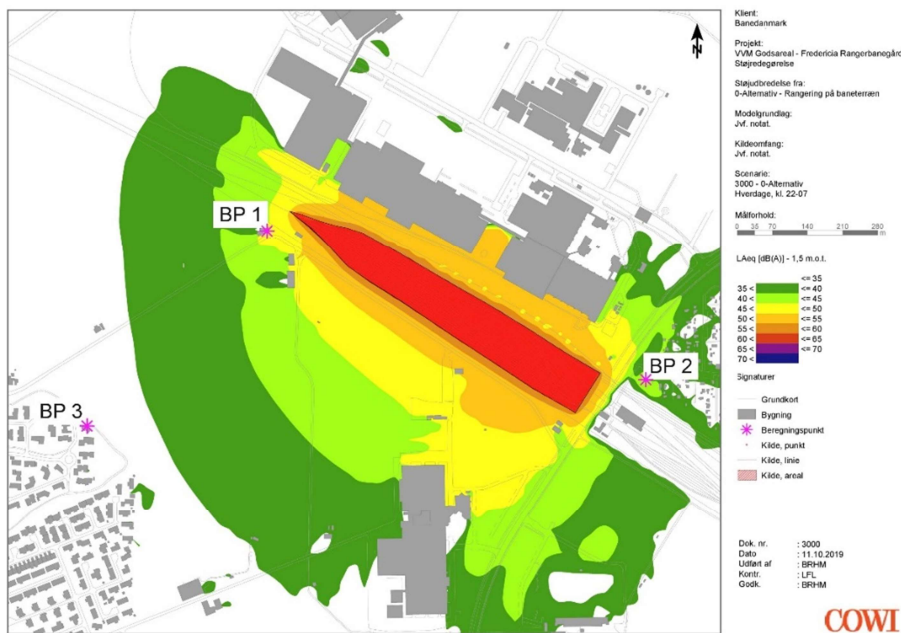 Klient:
Banedanmark
Projekt:
VVM Godsareal - Fredericia Rangerbanegård
Støjredegørelse
Støjudbredelse fra:
0-Alternativ - Rangering på baneterræn
Modelgrundlag:
Jvf. notat.
Kildeomfang:
Jvf. notat.
Scenarie:
3000 - 0-Alternativ
Hverdage, kl. 22-07
Målforhold:
0 35 70 140 210 280
m
LAeq [dB(A)] - 1,5 m.o.t.
<= 35
35 < <= 40
40 < <= 45
45 < <= 50
50 < <= 55
55 < <= 60
60 < <= 65
65 < <= 70
70 <
Signaturer
Grundkort
Bygning
Beregningspunkt
Kilde, punkt
Kilde, linie
Kilde, areal
N
BP 1
BP 2
BP 3
Dok. nr. : 3000
Dato : 11.10.2019
Udført af : BRHM
Kontr. : LFL
Godk. : BRHM
COWI